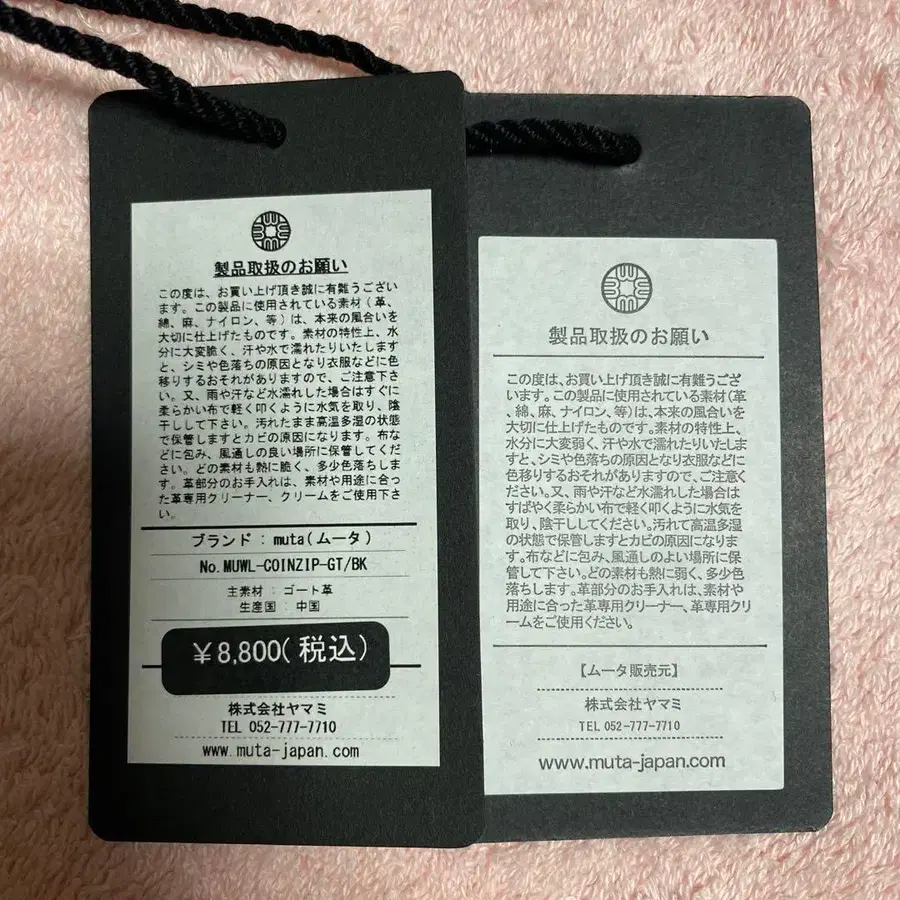 製品取扱のお願い
この度は、お買い上げ頂き誠に有難うござい
ます。この製品に使用されている素材(革、
綿、麻、ナイロン、等)は、本来の風合いを
大切に仕上げたものです。素材の特性上、水
分に大変脆く、汗や水で濡れたりいたします
と、シミや色落ちの原因となり衣服などに色
移りするおそれがありますので、ご注意下さ
い。又、雨や汗など水濡れした場合はすぐに
柔らかい布で軽く叩くように水気を取り、陰
干しして下さい。汚れたまま高温多湿の状態
で保管しますとカビの原因になります。布な
どに包み、風通しの良い場所に保管してくだ
さい。どの素材も熱に脆く、多少色落ちしま
す。革部分のお手入れは、素材や用途に合っ
た革専用クリーナー、クリームをご使用下さ
い。
ブランド:muta(ムータ)
No.MUWL-COINZIP-GT/BK
主素材:ゴート革
生産国:中国
¥8,800(税込)
株式会社ヤマミ
TEL 052-777-7710
www.muta-japan.com
製品取扱のお願い
この度は、お買い上げ頂き誠に有難うござ
います。この製品に使用されている素材(革
、綿、麻、ナイロン、等)は、本来の風合いを
大切に仕上げたものです。素材の特性上、
水分に大変弱く、汗や水で濡れたりいたしま
すと、シミや色落ちの原因となり衣服などに
色移りするおそれがありますので、ご注意く
ださい。又、雨や汗など水濡れした場合は
すばやく柔らかい布で軽く叩くように水気を
取り、陰干ししてください。汚れて高温多湿
の状態で保管しますとカビの原因になりま
す。布などに包み、風通しのよい場所に保
管して下さい。どの素材も熱に弱く、多少色
落ちします。革部分のお手入れは、素材や
用途に合った革専用クリーナー、革専用クリ
ームをご使用ください。
【ムータ販売元】
株式会社ヤマミ
TEL 052-777-7710
www.muta-japan.com